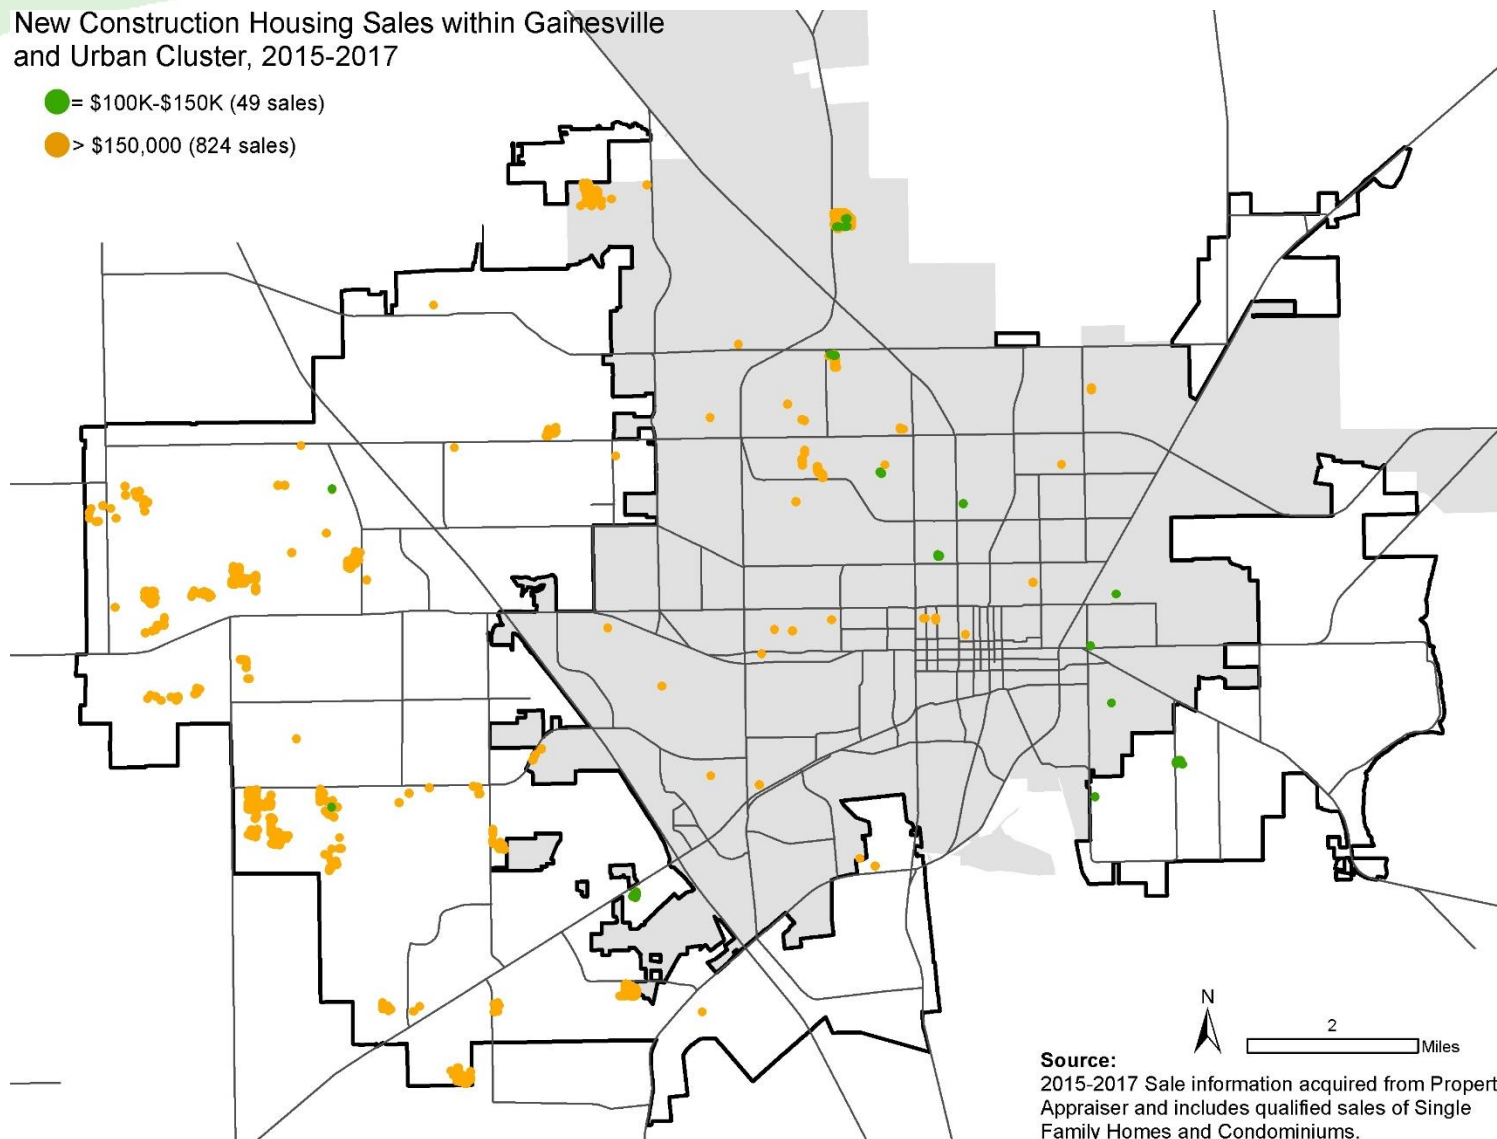 New Construction Housing Sales within Gainesville
and Urban Cluster, 2015-2017
= $100K-$150K (49 sales)
> $150,000 (824 sales)
N
2
Miles
Source:
2015-2017 Sale information acquired from Propert
Appraiser and includes qualified sales of Single
Family Homes and Condominiums.